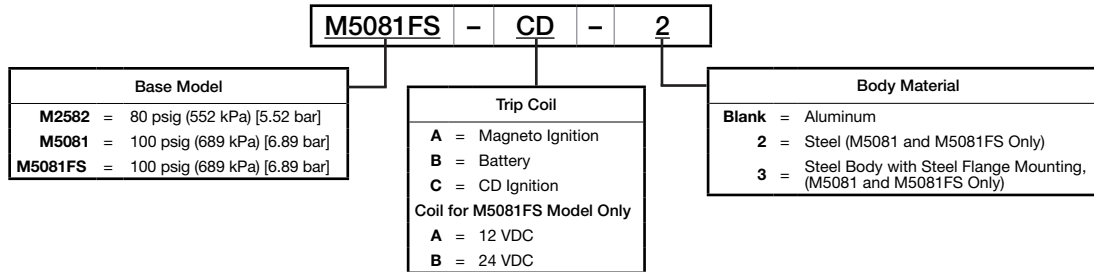 M5081FS – CD – 2
Base Model
M2582 = 80 psig (552 kPa) [5.52 bar]
M5081 = 100 psig (689 kPa) [6.89 bar]
M5081FS = 100 psig (689 kPa) [6.89 bar]
Trip Coil
A = Magneto Ignition
B = Battery
C = CD Ignition
Coil for M5081FS Model Only
A = 12 VDC
B = 24 VDC
Body Material
Blank = Aluminum
2 = Steel (M5081 and M5081FS Only)
3 = Steel Body with Steel Flange Mounting,
(M5081 and M5081FS Only)